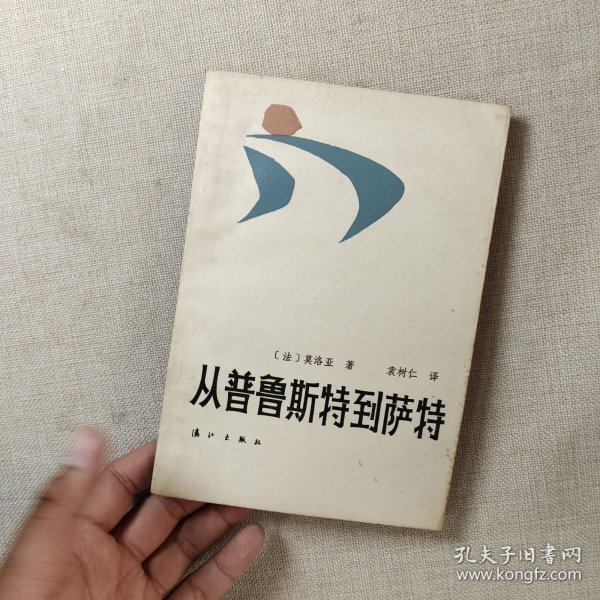 〔法〕莫洛亚 著 袁树仁 译
从普鲁斯特到萨特
漓江出版社
孔夫子旧书网
www.kongfz.com